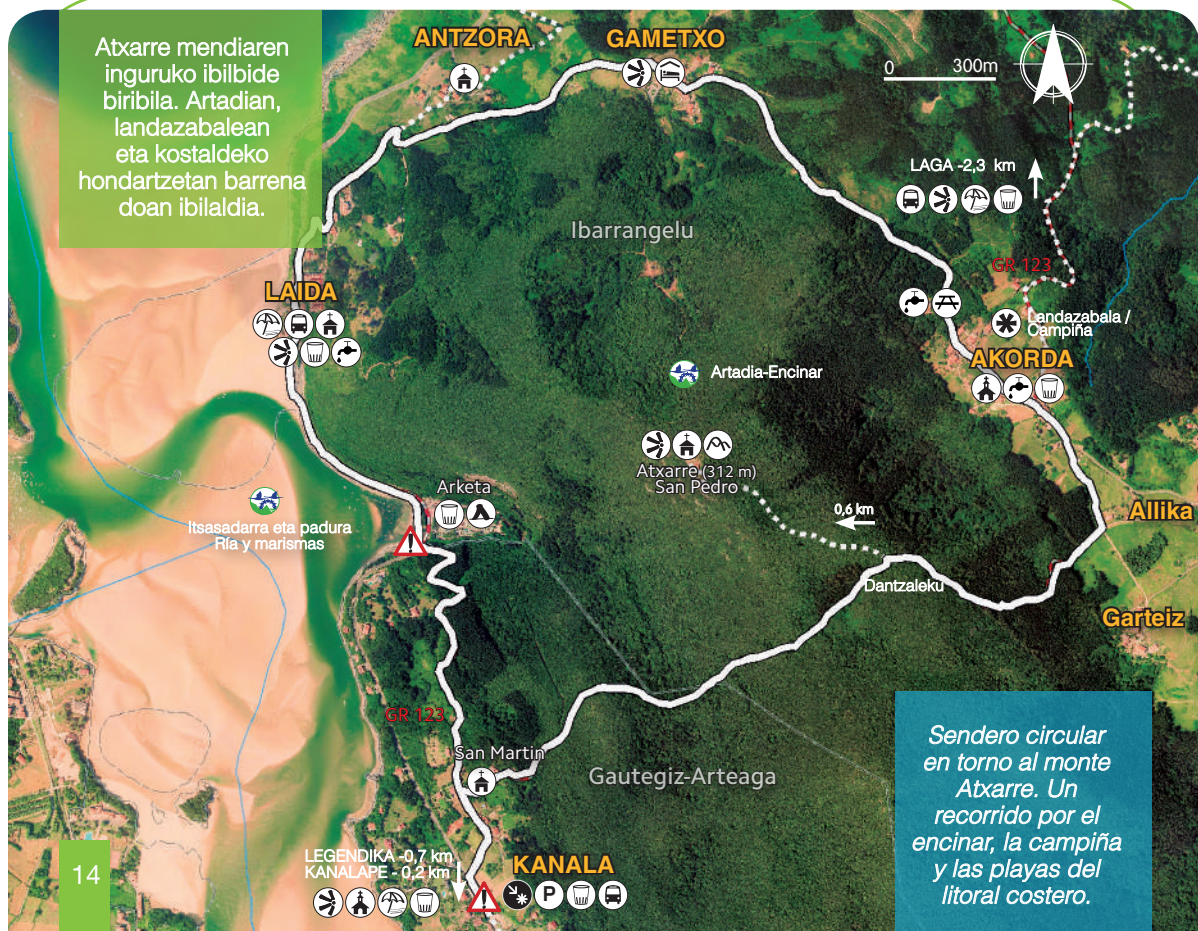 Atxarre mendiaren
inguruko ibilbide
biribila. Artadian,
landazabalean
eta kostaldeko
hondartzetan barrena
doan ibilaldia.
ANTZORA
GAMETXO
0 300m
LAGA -2,3 km
Ibarrangelu
GR 123
LAIDA
Landazabala /
Campiña
AKORDA
Artadia-Encinar
Atxarre (312 m)
San Pedro
Arketa
0,6 km
Allika
Itsasadarra eta padura
Ría y marismas
Dantzaleku
Garteiz
GR 123
San Martin
Gautegiz-Arteaga
Sendero circular
en torno al monte
Atxarre. Un
recorrido por el
encinar, la campiña
y las playas del
litoral costero.
LEGENDIKA -0,7 km
KANALAPE - 0,2 km
KANALA
P
14